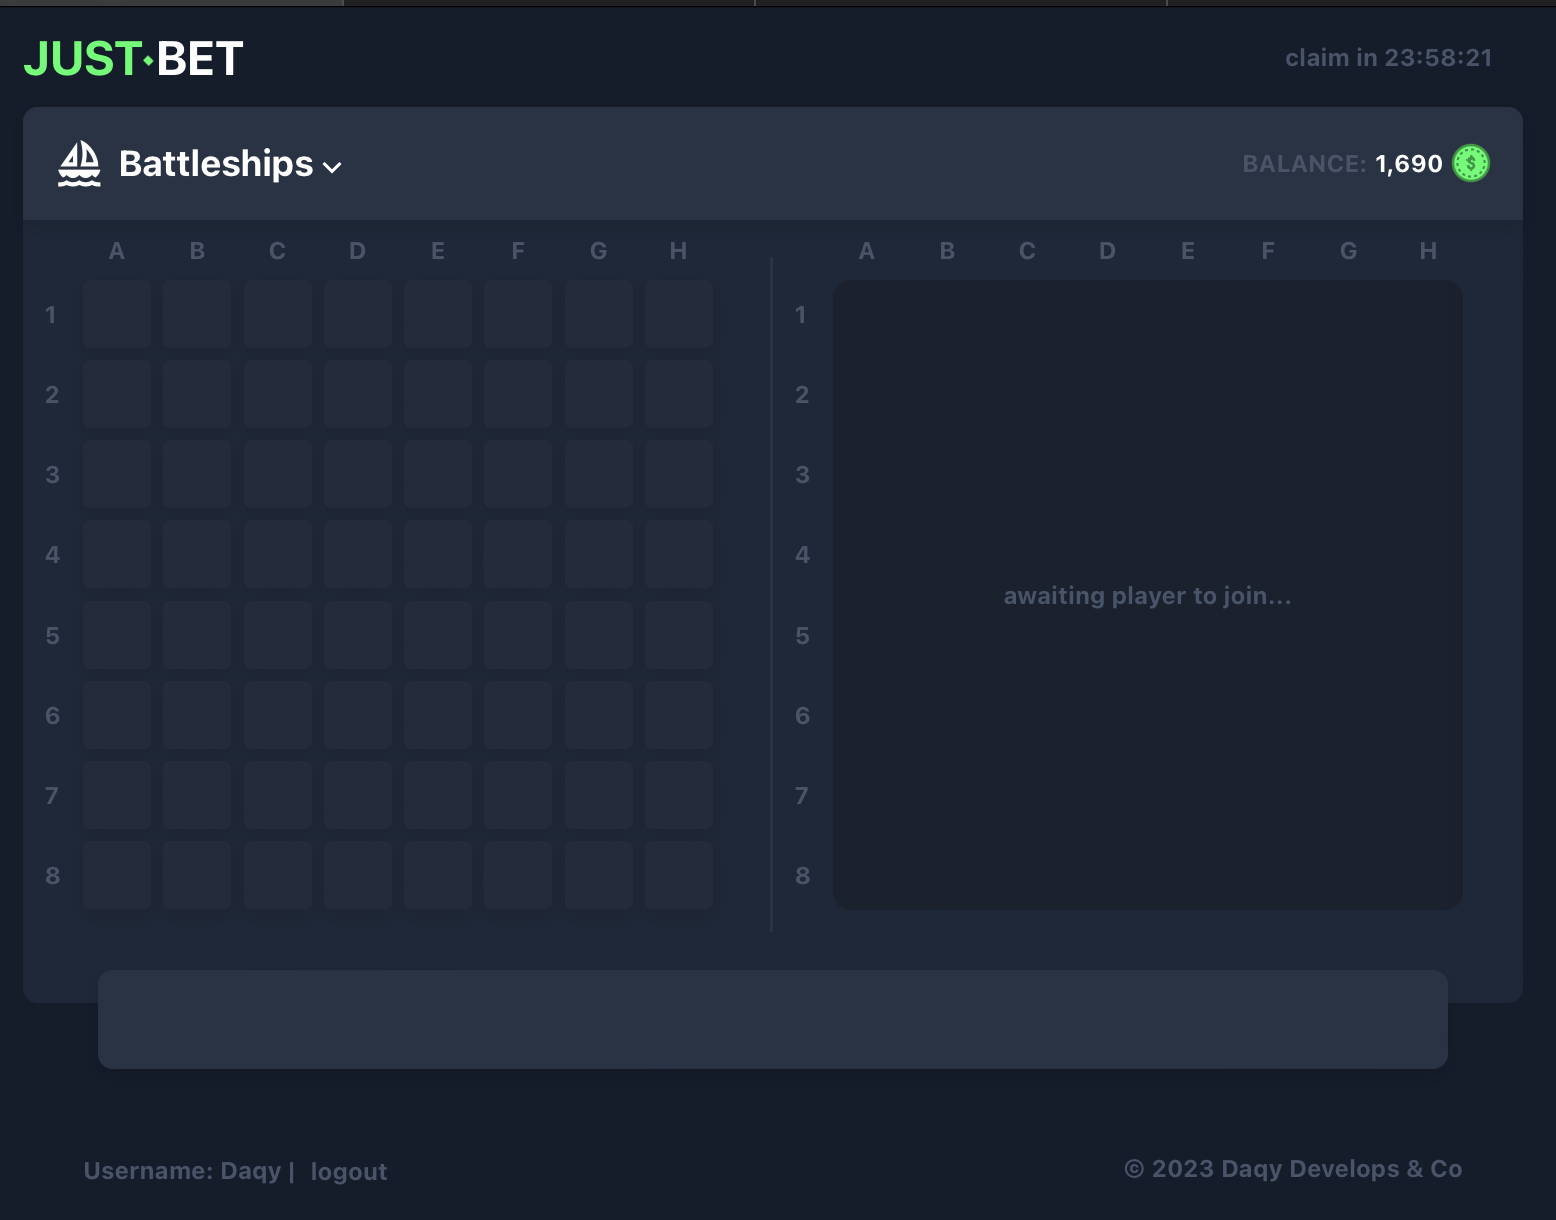 JUST·BET
claim in 23:58:21
Battleships
BALANCE: 1,690
A B C D E F G H
A B C D E F G H
1
2
3
4
5
6
7
8
1
2
3
4
5
6
7
8
awaiting player to join...
Username: Daqy | logout
© 2023 Daqy Develops & Co